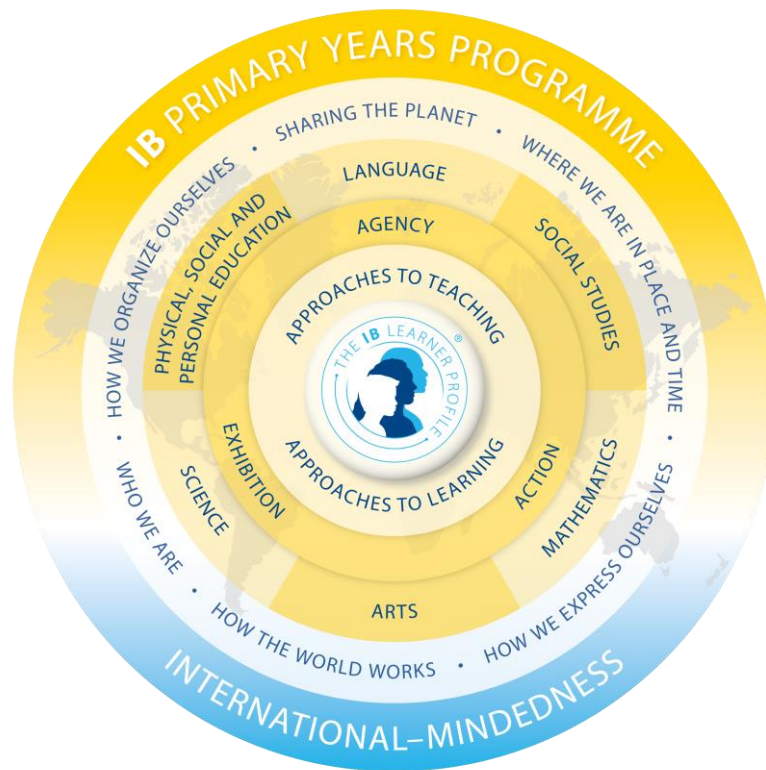 IB PRIMARY YEARS PROGRAMME
SHARING THE PLANET • WHERE WE ARE IN PLACE AND TIME • HOW WE EXPRESS OURSELVES • HOW THE WORLD WORKS • WHO WE ARE • HOW WE ORGANIZE OURSELVES •
LANGUAGE
SOCIAL STUDIES
MATHEMATICS
ARTS
SCIENCE
PHYSICAL, SOCIAL AND
PERSONAL EDUCATION
AGENCY
ACTION
EXHIBITION
APPROACHES TO TEACHING
APPROACHES TO LEARNING
THE IB LEARNER PROFILE ®
INTERNATIONAL–MINDEDNESS